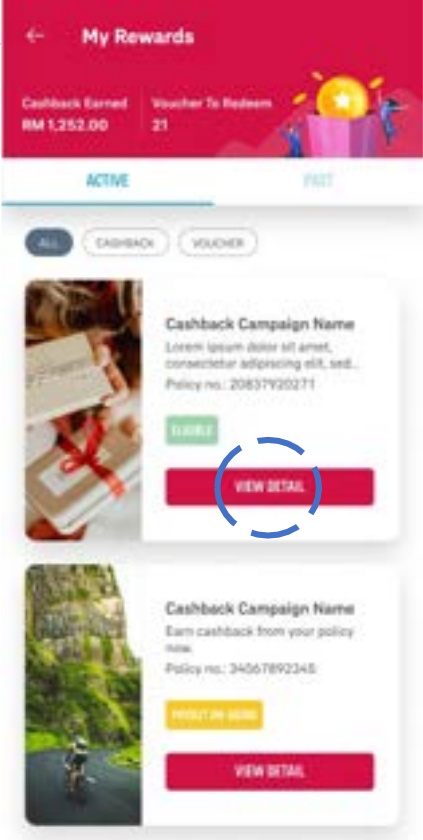 My Rewards
Cashback Earned
Voucher To Redeem
RM 1,252.00
21
ACTIVE
PAST
ALL
CASHBACK
VOUCHER
Cashback Campaign Name
Lorem ipsum dolor sit amet,
consectetur adipiscing elit, sed...
Policy no.: 20837920271
ELIGIBLE
VIEW DETAIL
Cashback Campaign Name
Earn cashback from your policy
now.
Policy no.: 34567892345
VIEW DETAIL